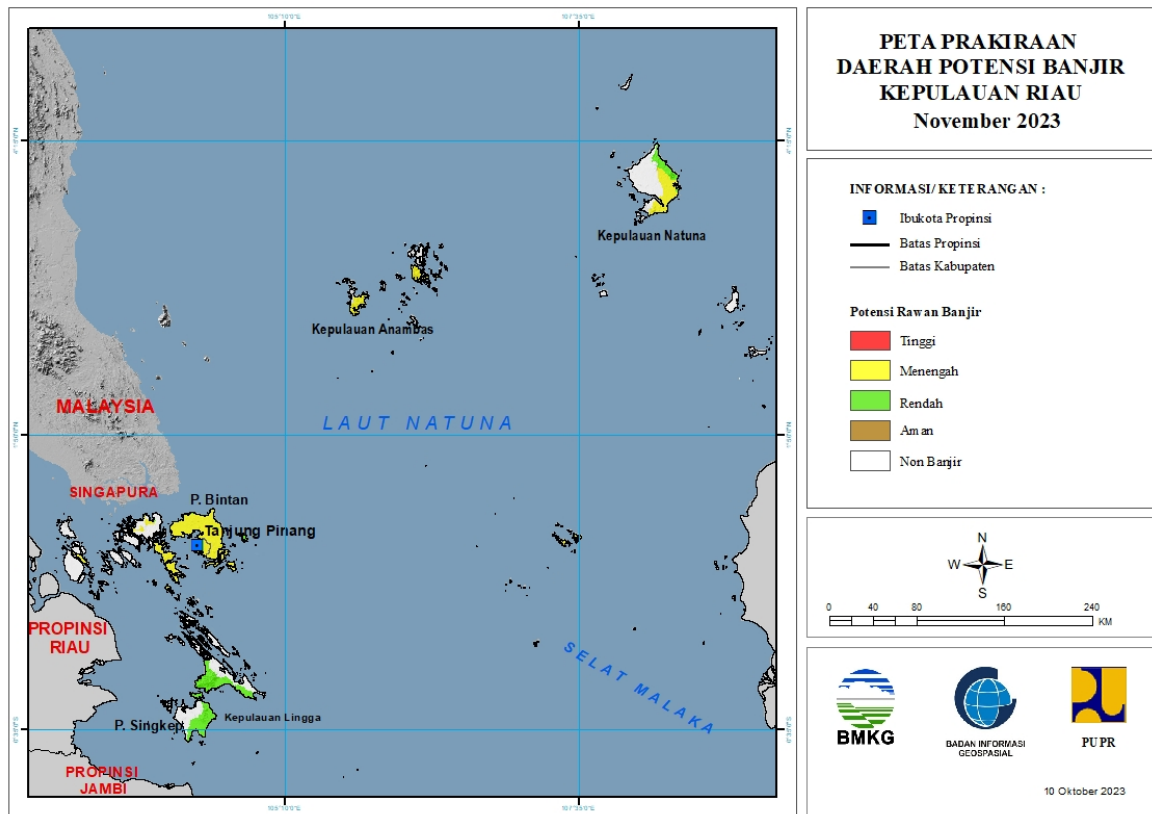 PETA PRAKIRAAN
DAERAH POTENSI BANJIR
KEPULAUAN RIAU
November 2023
INFORMASI/ KETERANGAN :
Ibukota Propinsi
Batas Propinsi
Batas Kabupaten
Potensi Rawan Banjir
Tinggi
Menengah
Rendah
Aman
Non Banjir
N
W E
S
0 40 80 160 240
KM
BMKG
BADAN INFORMASI
GEOSPASIAL
PUPR
10 Oktober 2023
Kepulauan Natuna
Kepulauan Anambas
MALAYSIA
LAUT NATUNA
SINGAPURA
P. Bintan
Tanjung Pinang
PROPINSI
RIAU
SELAT MALAKA
Kepulauan Lingga
P. Singkep
PROPINSI
JAMBI